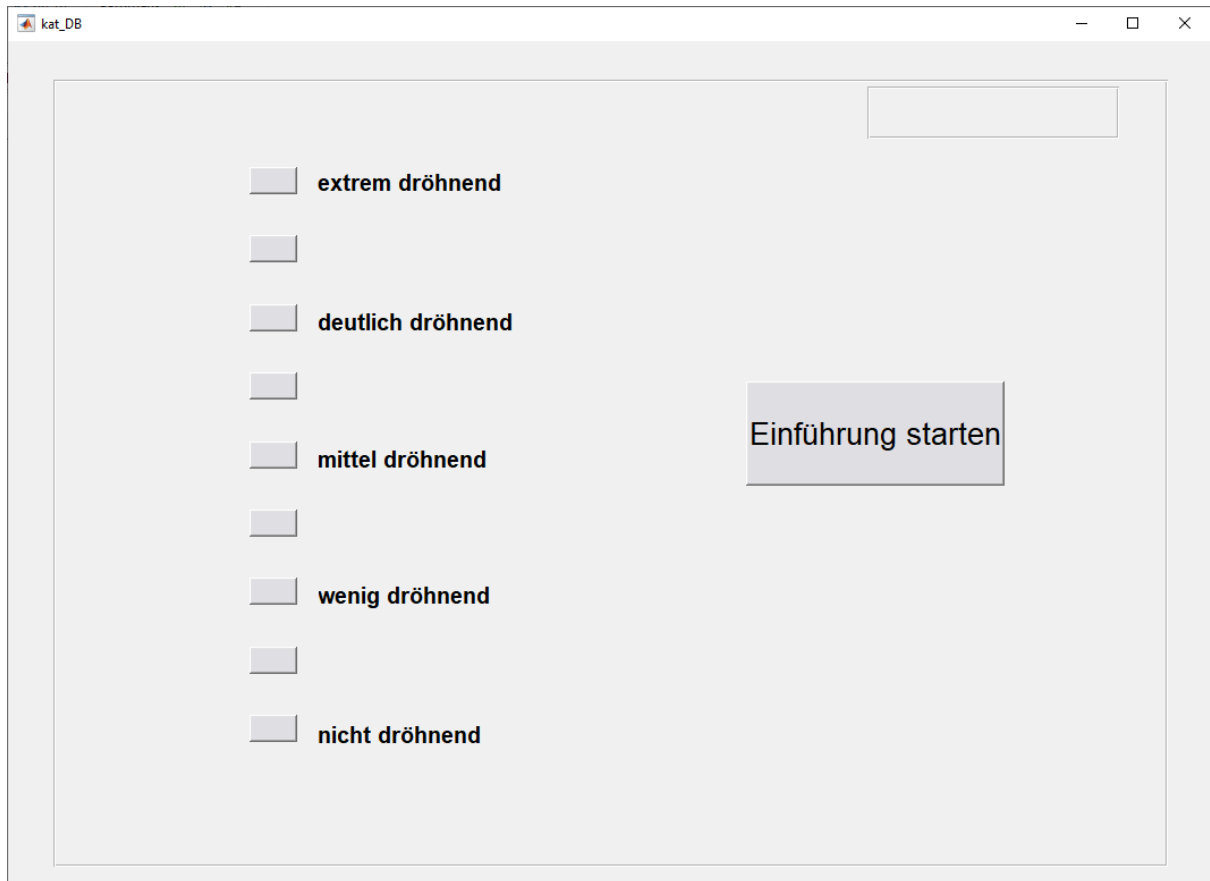 kat_DB
extrem dröhnend
deutlich dröhnend
mittel dröhnend
Einführung starten
wenig dröhnend
nicht dröhnend